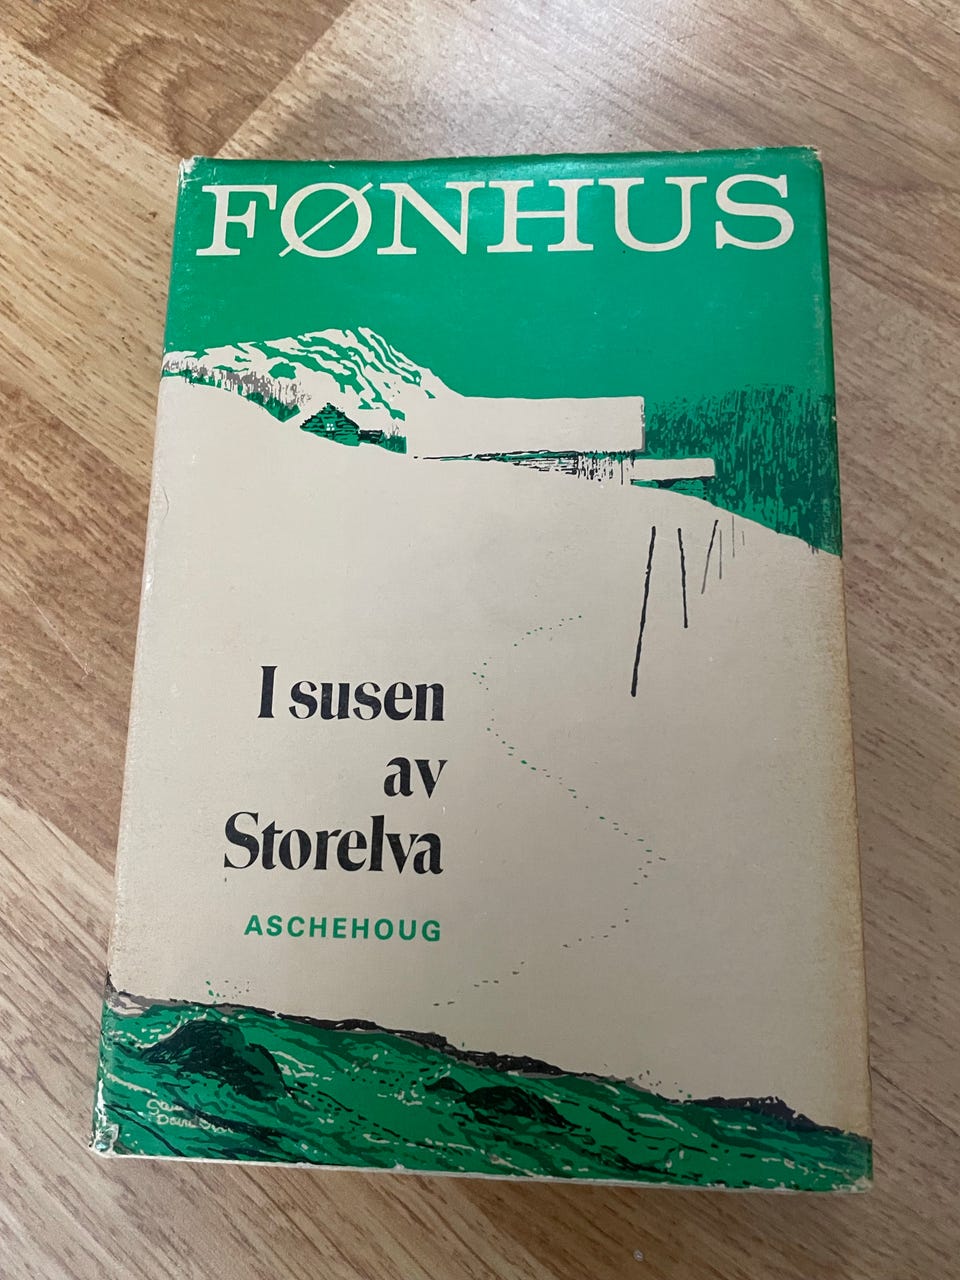 FØNHUS
I susen
av
Storelva
ASCHEHOUG